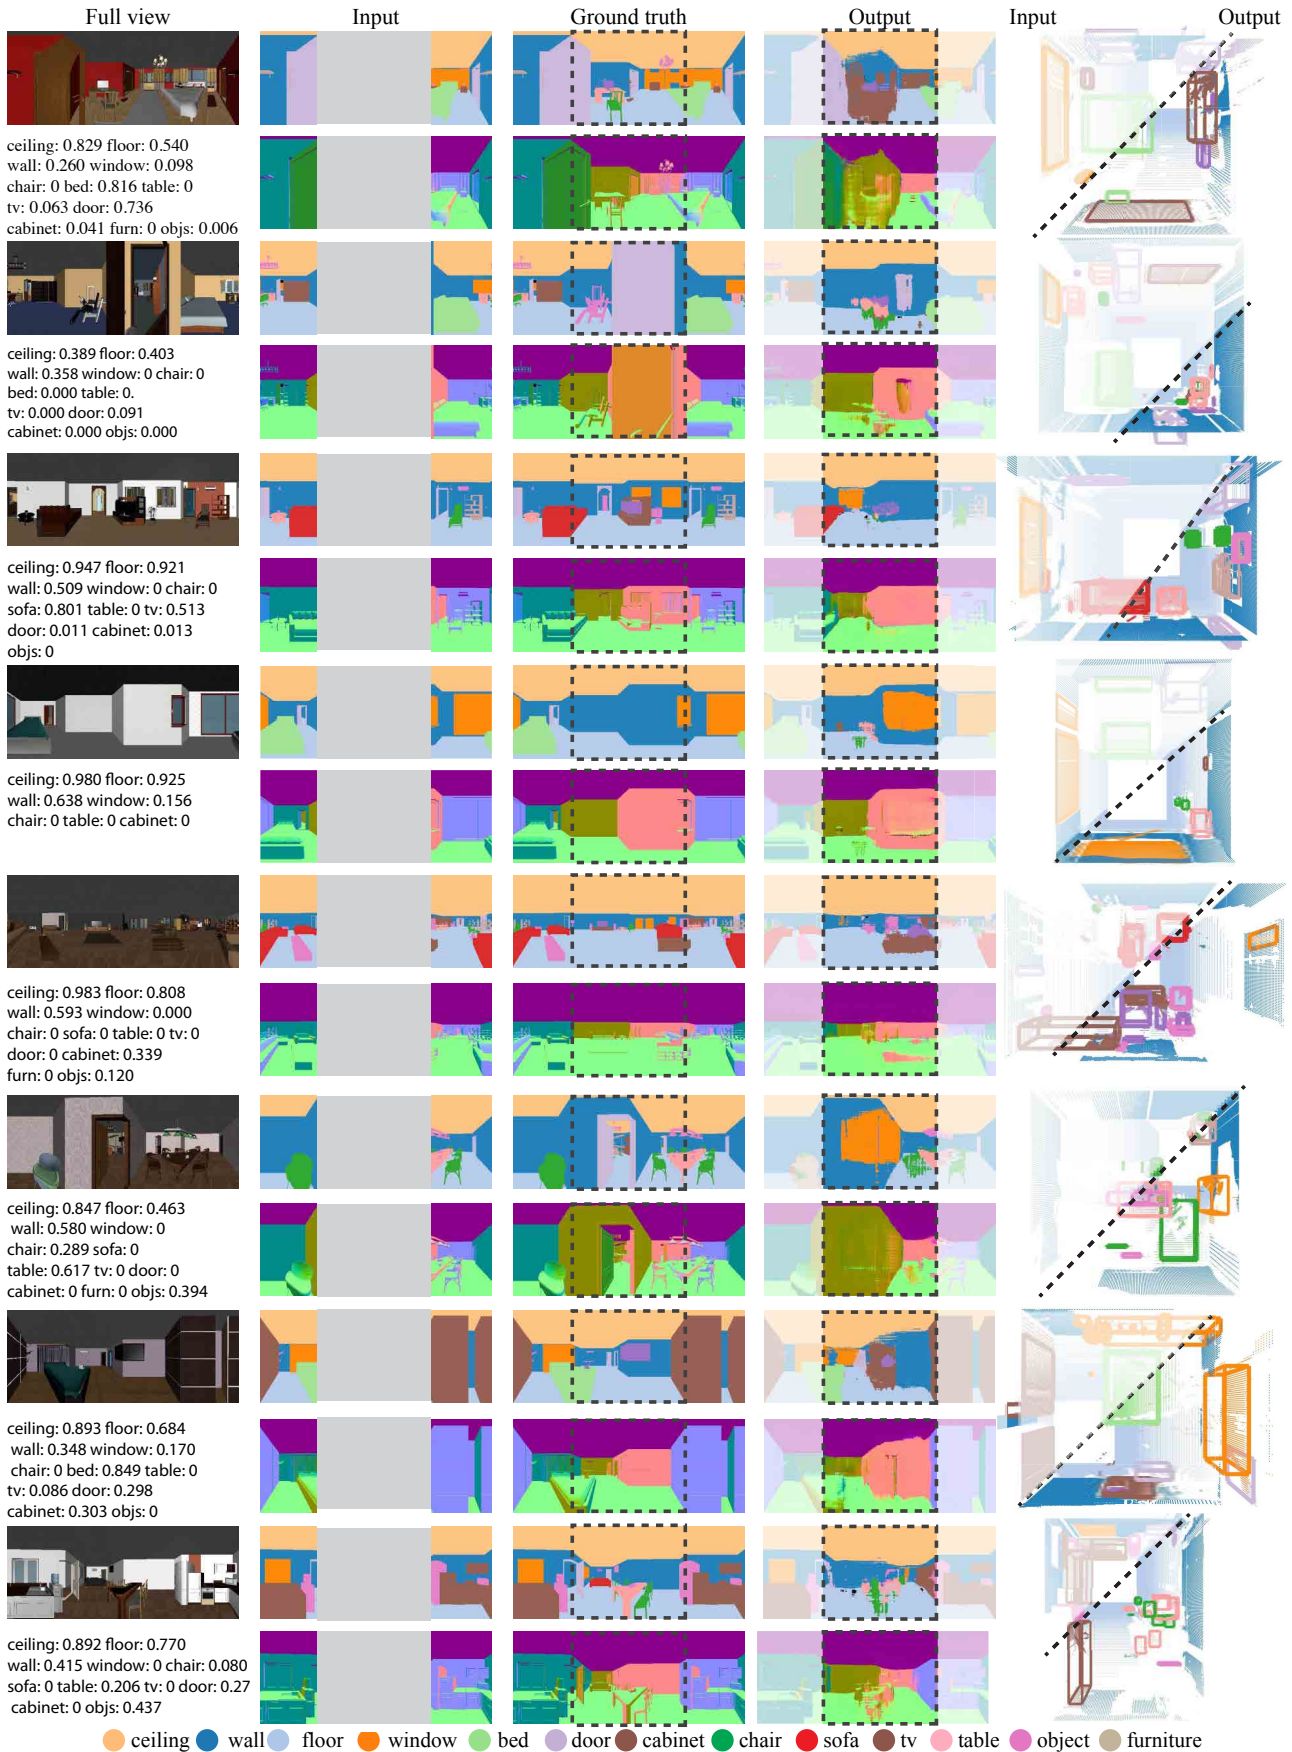 Full view Input Ground truth Output Input Output
ceiling: 0.829 floor: 0.540
wall: 0.260 window: 0.098
chair: 0 bed: 0.816 table: 0
tv: 0.063 door: 0.736
cabinet: 0.041 furn: 0 objs: 0.006
ceiling: 0.389 floor: 0.403
wall: 0.358 window: 0 chair: 0
bed: 0.000 table: 0.
tv: 0.000 door: 0.091
cabinet: 0.000 objs: 0.000
ceiling: 0.947 floor: 0.921
wall: 0.509 window: 0 chair: 0
sofa: 0.801 table: 0 tv: 0.513
door: 0.011 cabinet: 0.013
objs: 0
ceiling: 0.980 floor: 0.925
wall: 0.638 window: 0.156
chair: 0 table: 0 cabinet: 0
ceiling: 0.983 floor: 0.808
wall: 0.593 window: 0.000
chair: 0 sofa: 0 table: 0 tv: 0
door: 0 cabinet: 0.339
furn: 0 objs: 0.120
ceiling: 0.847 floor: 0.463
wall: 0.580 window: 0
chair: 0.289 sofa: 0
table: 0.617 tv: 0 door: 0
cabinet: 0 furn: 0 objs: 0.394
ceiling: 0.893 floor: 0.684
wall: 0.348 window: 0.170
chair: 0 bed: 0.849 table: 0
tv: 0.086 door: 0.298
cabinet: 0.303 objs: 0
ceiling: 0.892 floor: 0.770
wall: 0.415 window: 0 chair: 0.080
sofa: 0 table: 0.206 tv: 0 door: 0.27
cabinet: 0 objs: 0.437
ceiling wall floor window bed door cabinet chair sofa tv table object furniture